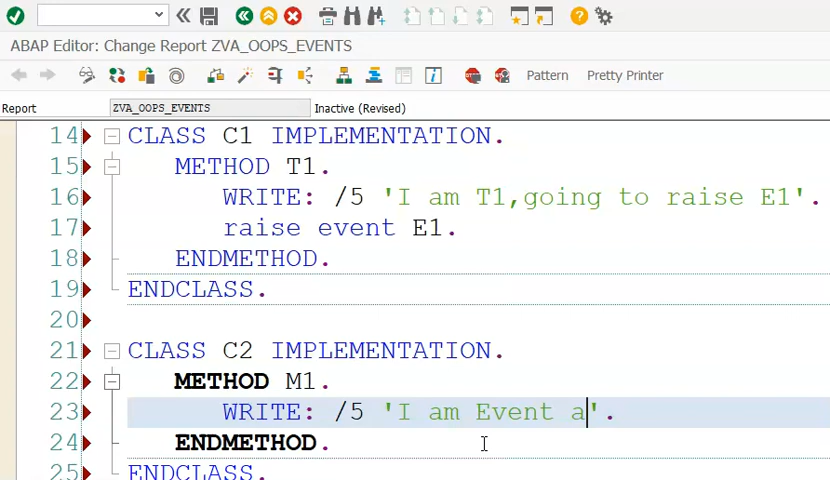 ABAP Editor: Change Report ZVA_OOPS_EVENTS
Pattern Pretty Printer
Report ZVA_OOPS_EVENTS Inactive (Revised)
14 CLASS C1 IMPLEMENTATION.
15 METHOD T1.
16 WRITE: /5 'I am T1,going to raise E1'.
17 raise event E1.
18 ENDMETHOD.
19 ENDCLASS.
20
21 CLASS C2 IMPLEMENTATION.
22 METHOD M1.
23 WRITE: /5 'I am Event a'.
24 ENDMETHOD.
25 ENDCLASS.